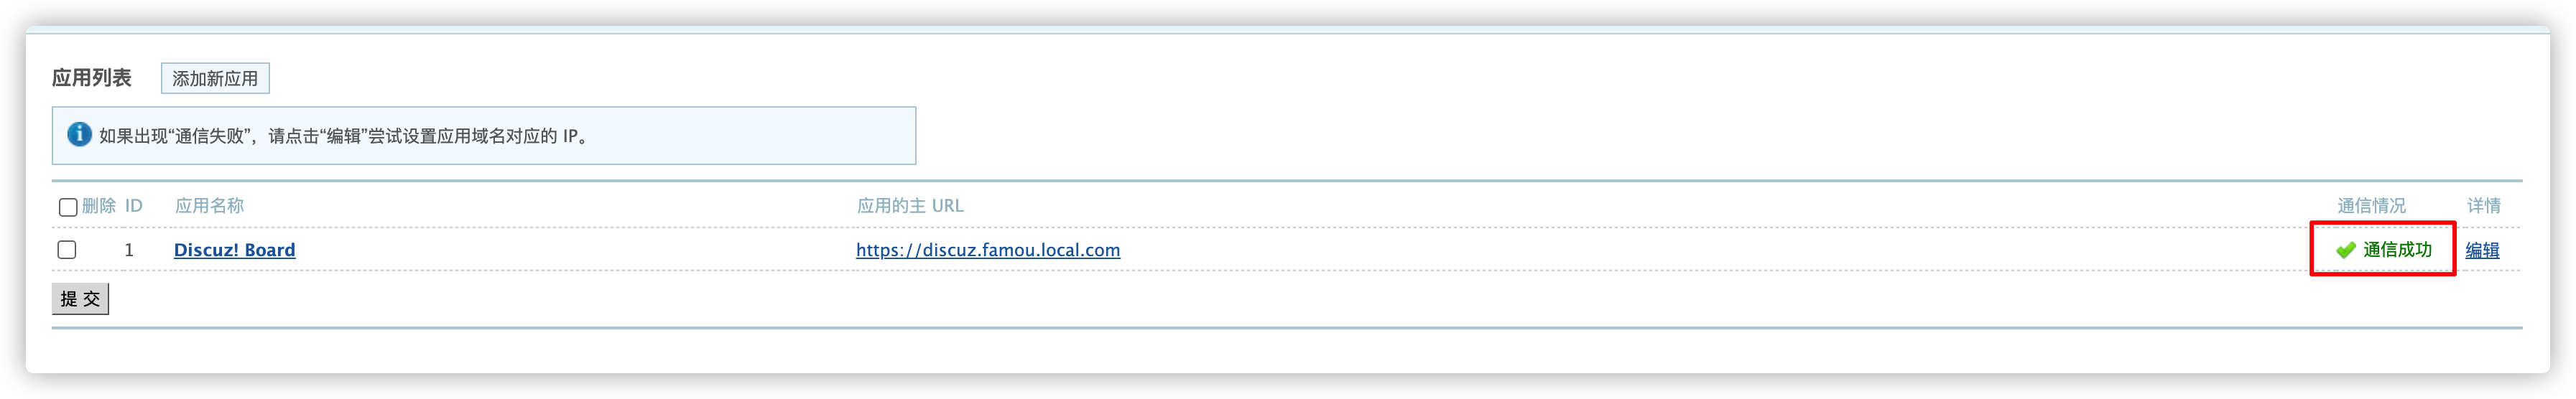 应用列表 添加新应用
如果出现“通信失败”，请点击“编辑”尝试设置应用域名对应的 IP。
删除 ID 应用名称 应用的主 URL 通信情况 详情
1 Discuz! Board https://discuz.famou.local.com 通信成功 编辑
提 交